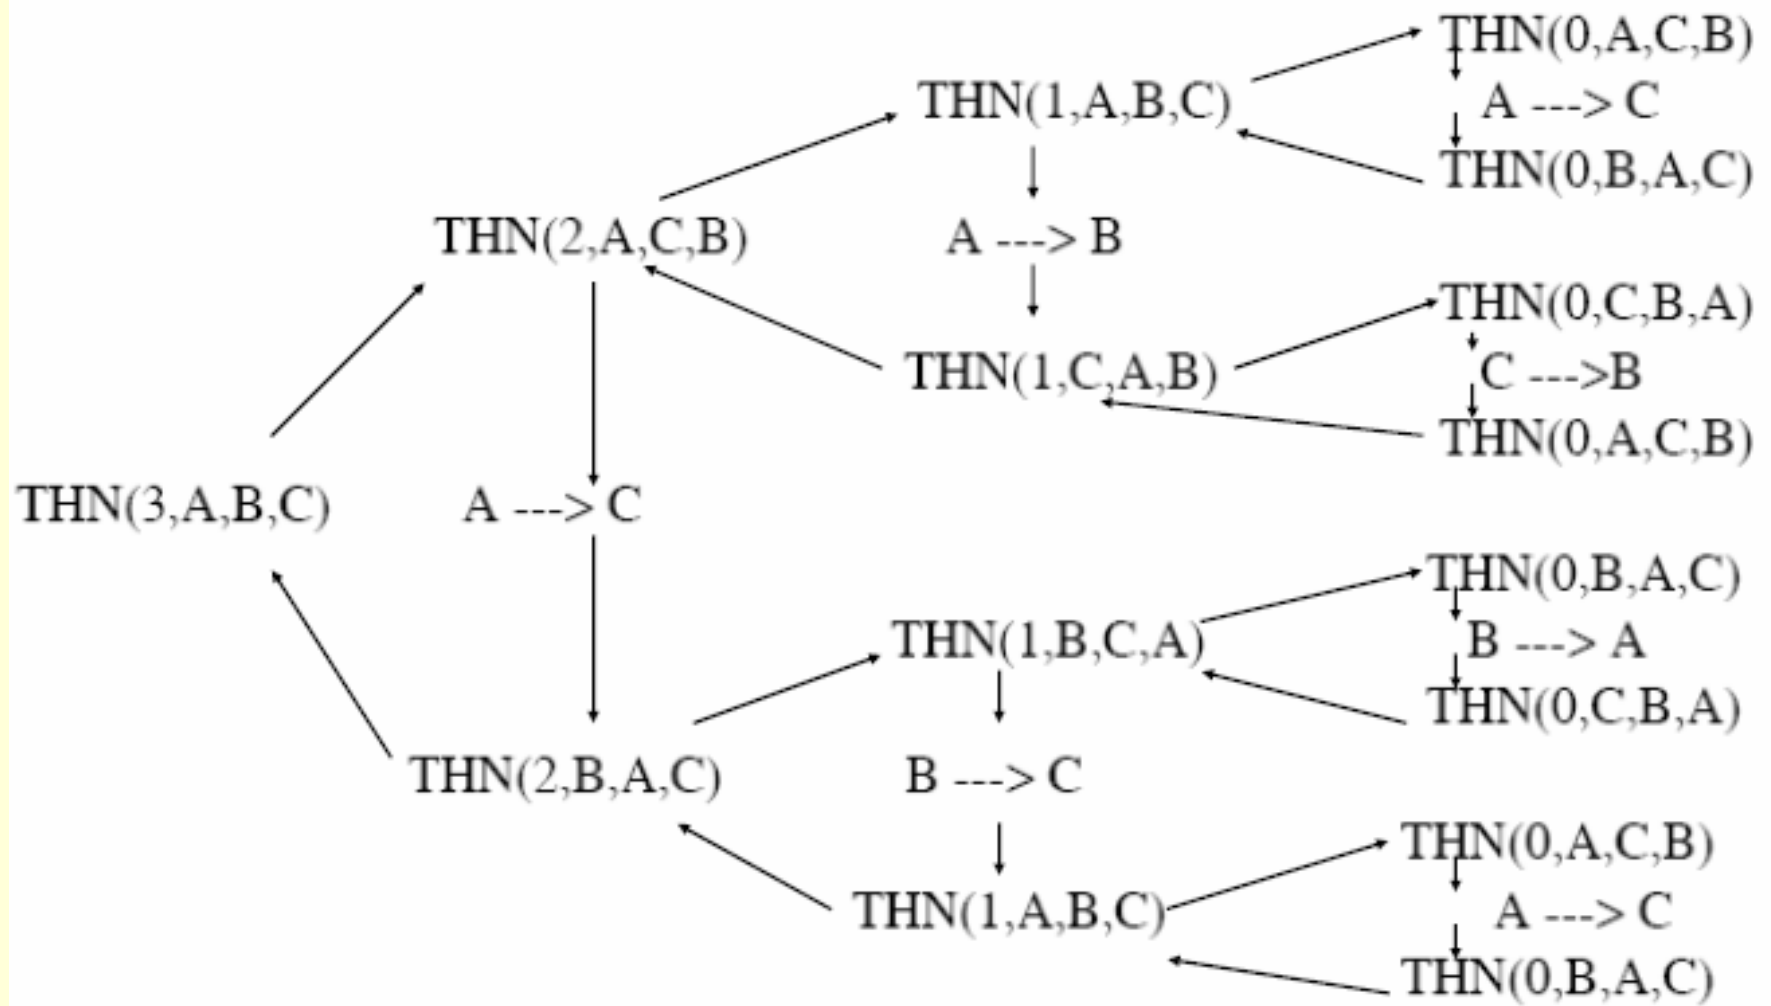 THN(0,A,C,B)
THN(1,A,B,C)
A ---> C
THN(0,B,A,C)
THN(2,A,C,B)
A ---> B
THN(0,C,B,A)
THN(1,C,A,B)
C --->B
THN(0,A,C,B)
THN(3,A,B,C)
A ---> C
THN(0,B,A,C)
THN(1,B,C,A)
B ---> A
THN(0,C,B,A)
THN(2,B,A,C)
B ---> C
THN(0,A,C,B)
THN(1,A,B,C)
A ---> C
THN(0,B,A,C)